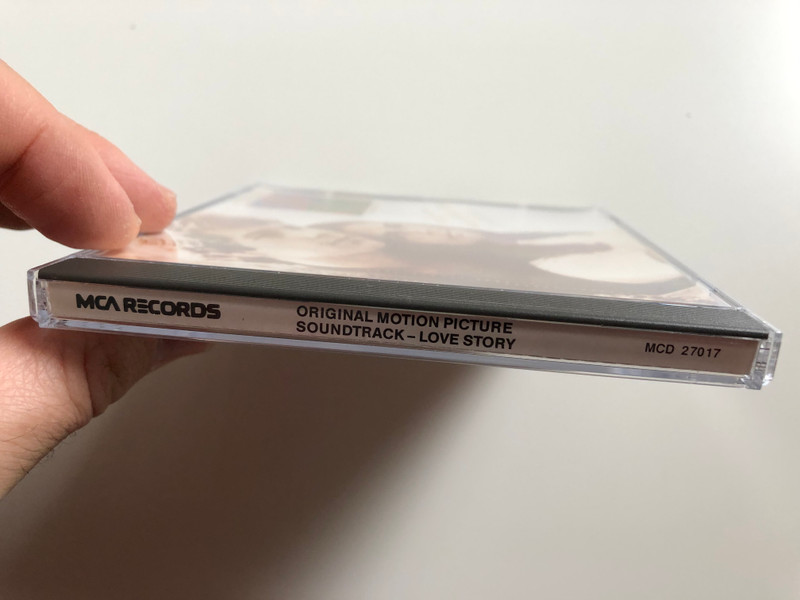 MCA RECORDS
ORIGINAL MOTION PICTURE
SOUNDTRACK – LOVE STORY
MCD 27017